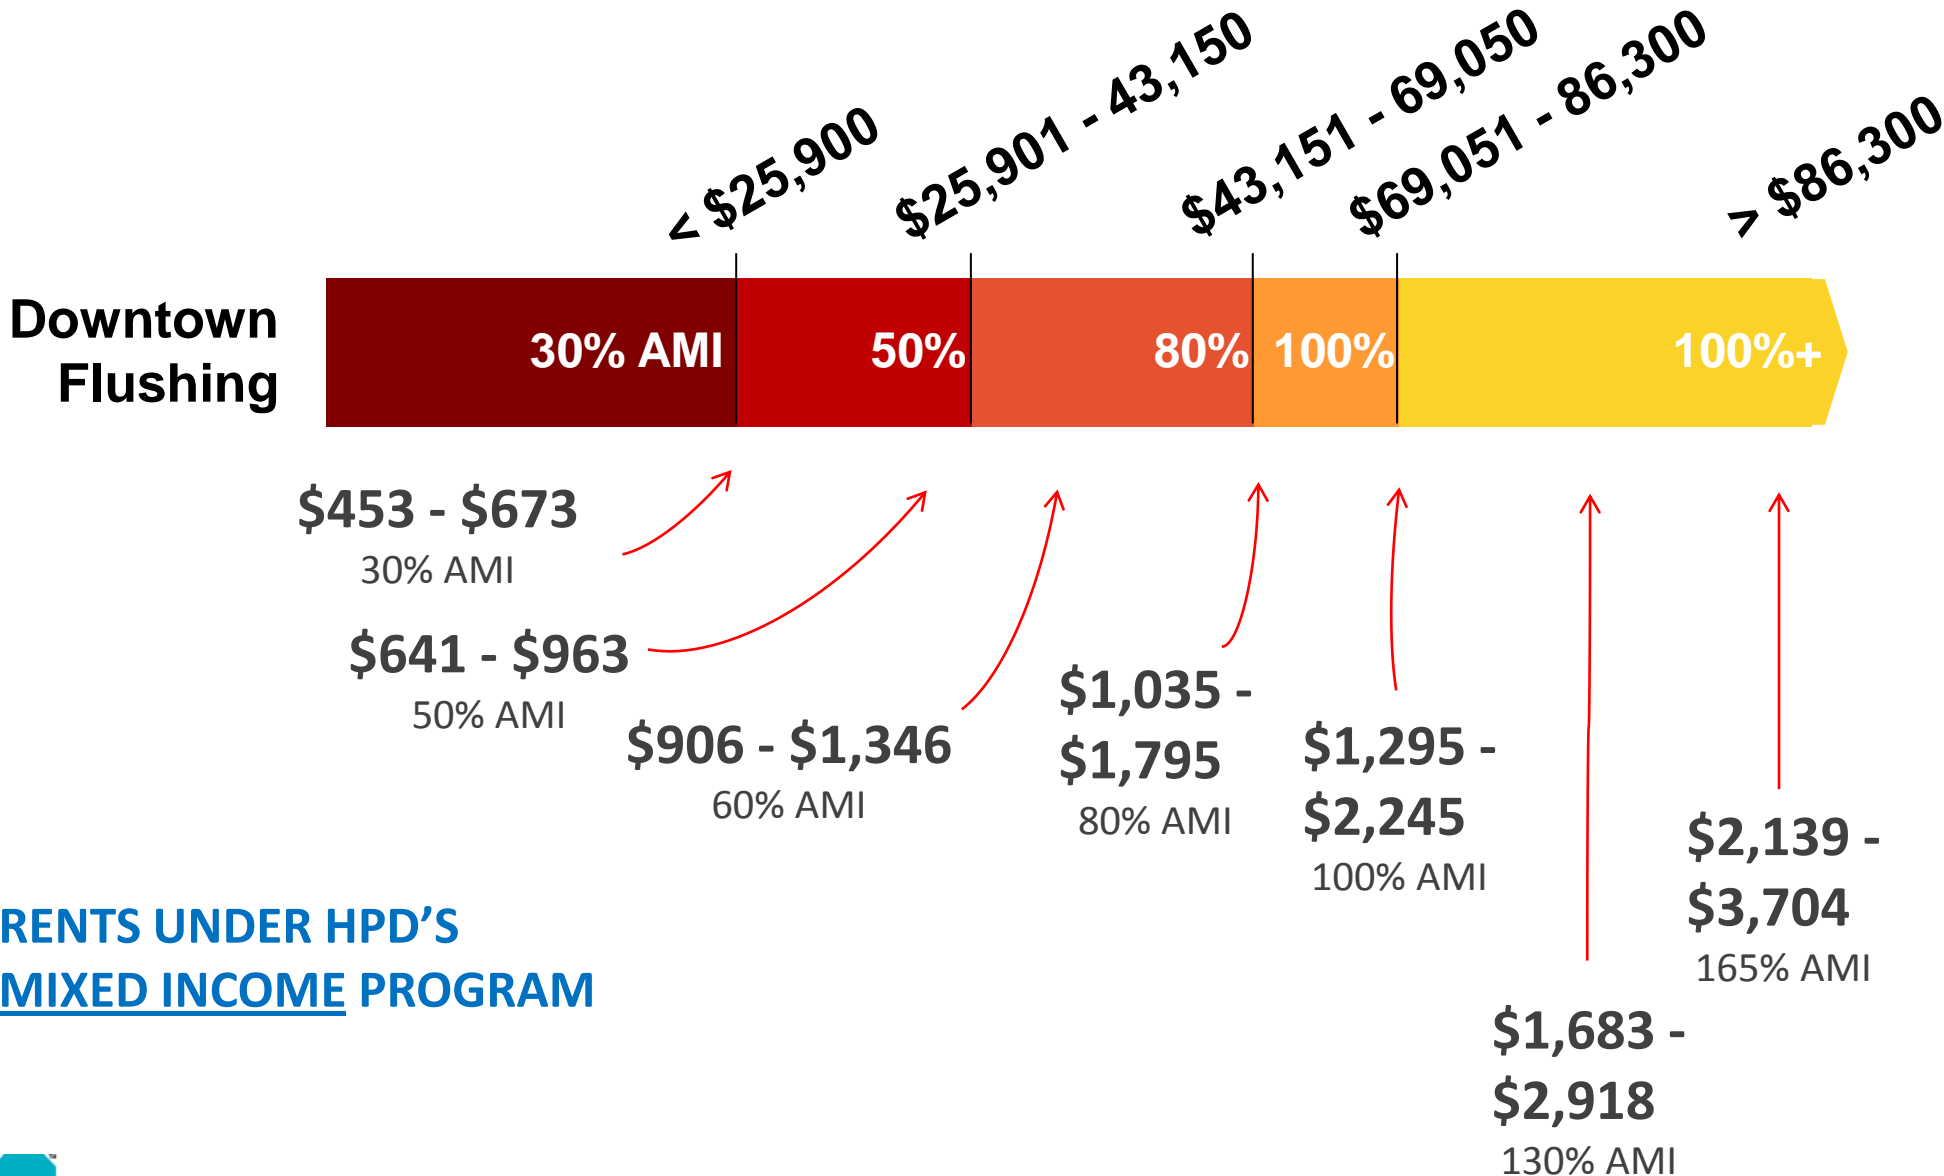 < $25,900
$25,901 - 43,150
$43,151 - 69,050
$69,051 - 86,300
> $86,300
Downtown
Flushing
30% AMI
50%
80%
100%
100%+
$453 - $673
30% AMI
$641 - $963
50% AMI
$906 - $1,346
60% AMI
$1,035 -
$1,795
80% AMI
$1,295 -
$2,245
100% AMI
$2,139 -
$3,704
165% AMI
$1,683 -
$2,918
130% AMI
RENTS UNDER HPD’S
MIXED INCOME PROGRAM